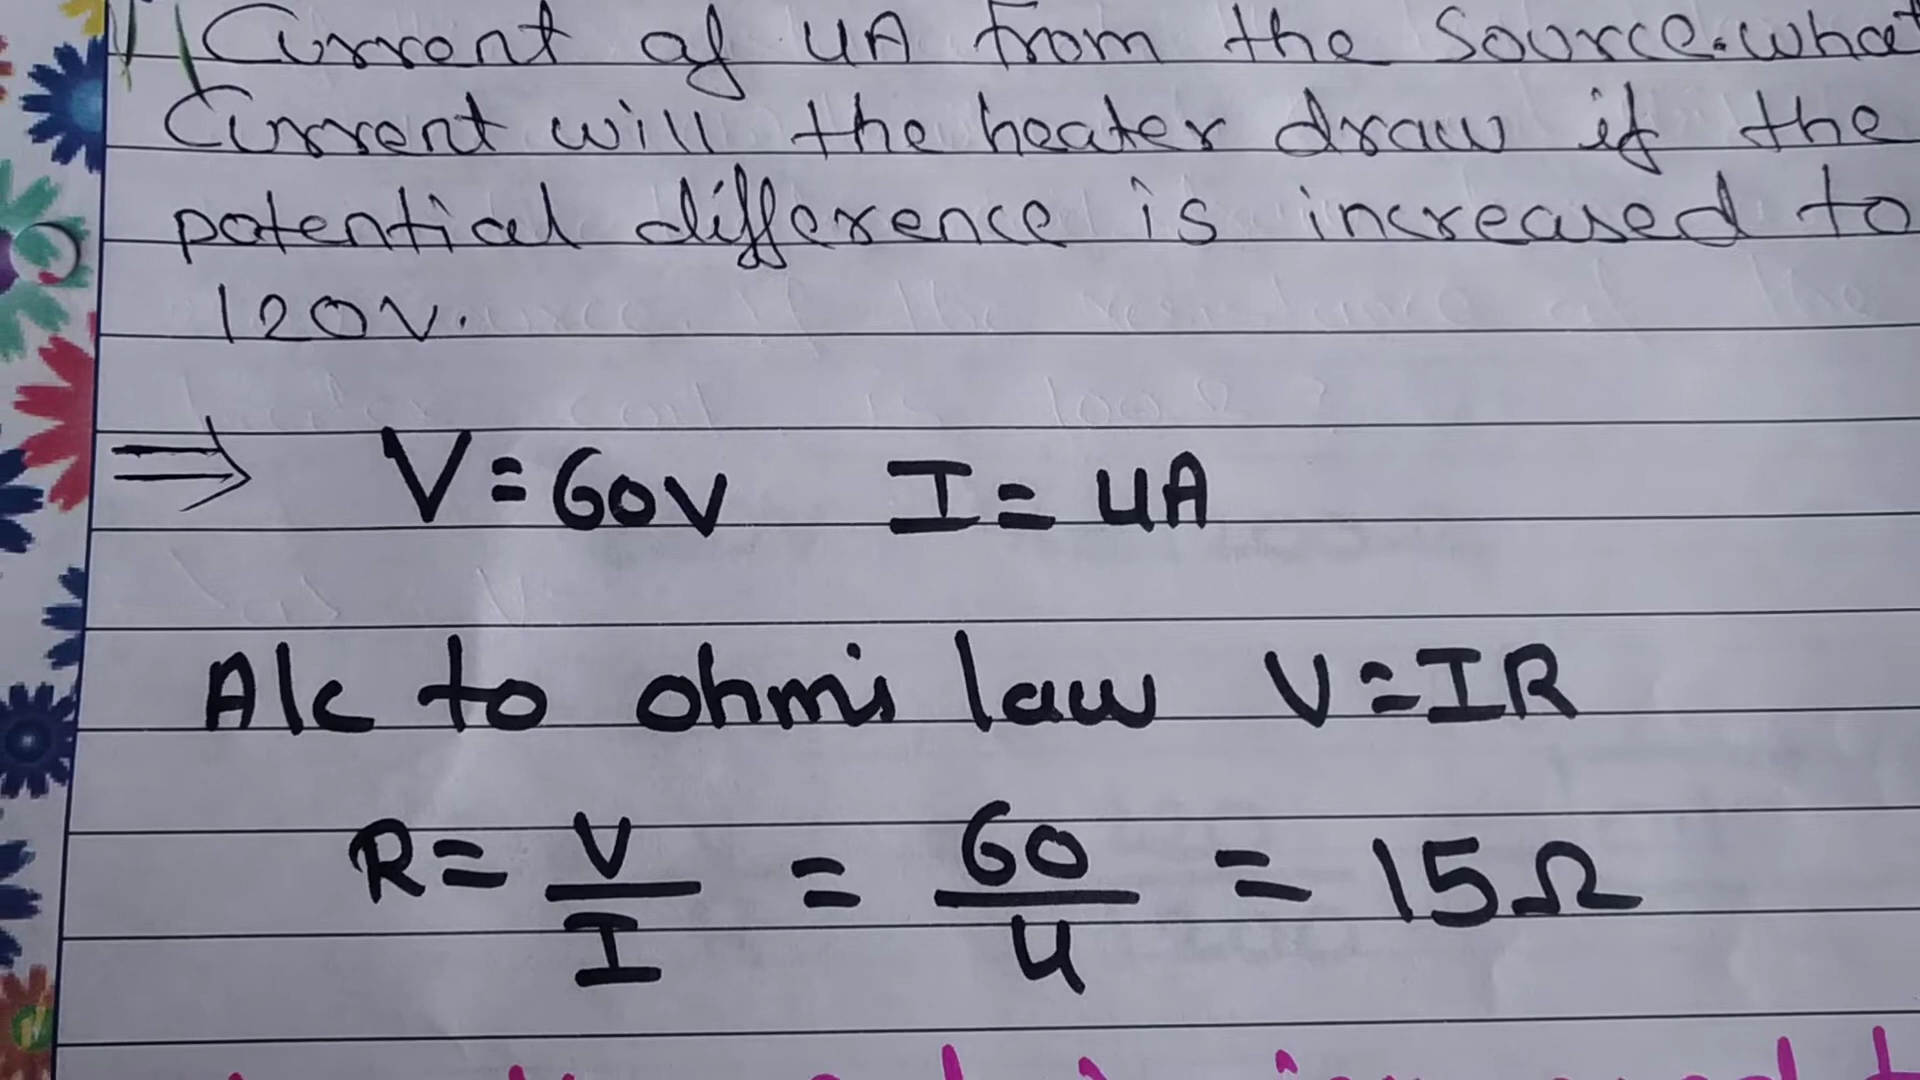 Current of 4A from the source. what
Current will the heater draw if the
potential difference is increased to
120V.
⇒ V = 60V I = 4A
A/c to ohm's law V = IR
R = V/I = 60/4 = 15Ω